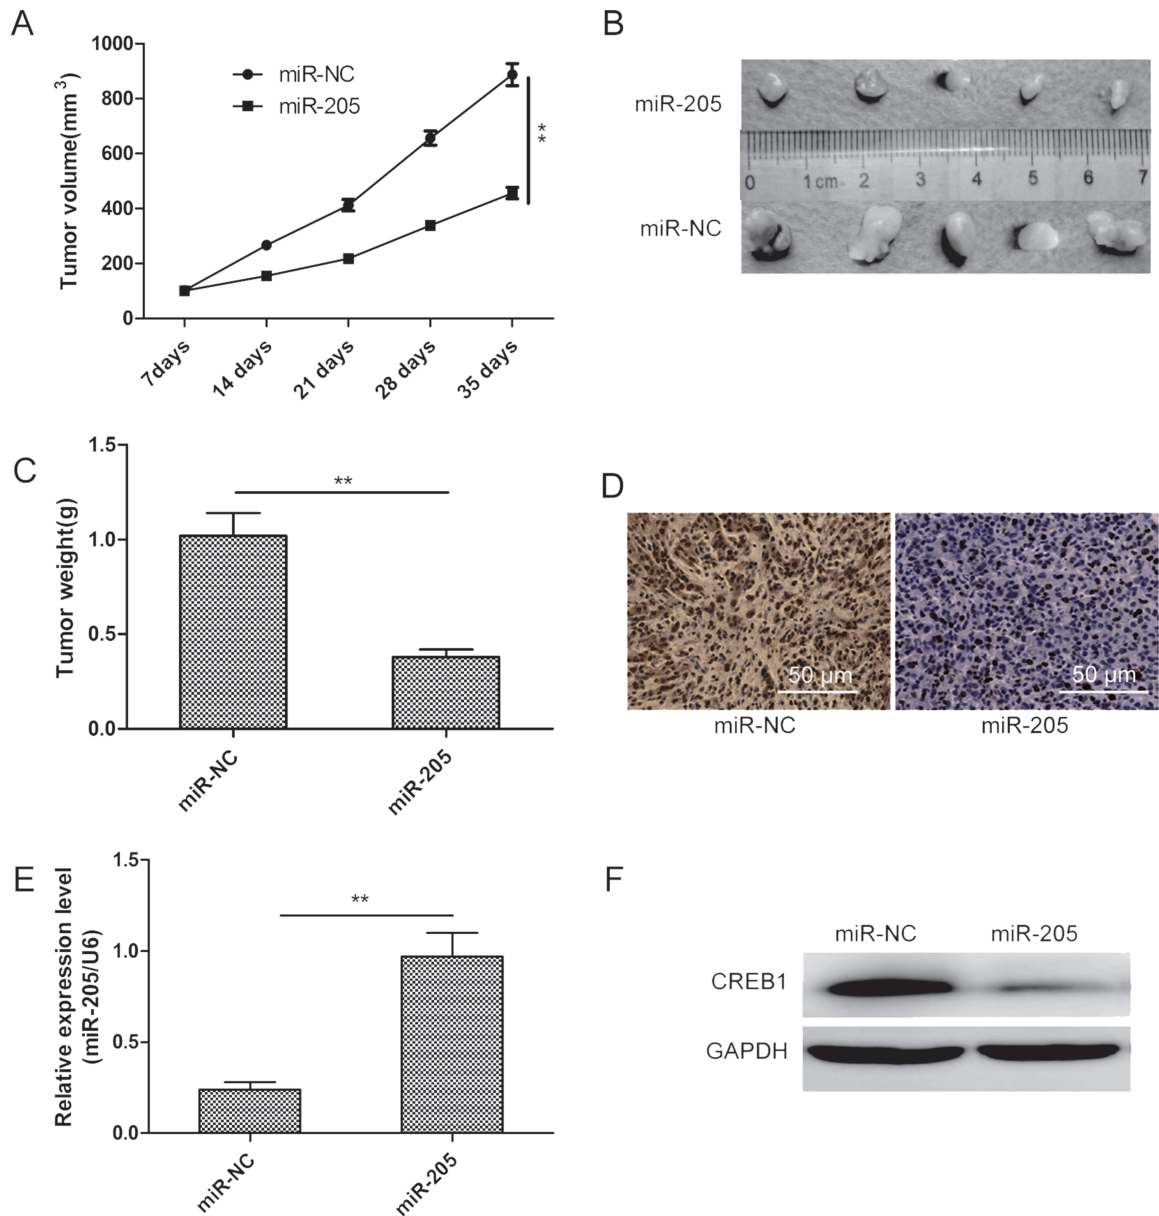 A
Tumor volume(mm 3)
1000
800
600
400
200
0
miR-NC
miR-205
**
7days
14 days
21 days
28 days
35 days
B
miR-205
0 1 cm 2 3 4 5 6 7
miR-NC
C
Tumor weight(g)
1.5
1.0
0.5
0.0
**
miR-NC
miR-205
D
50 µm
50 µm
miR-NC
miR-205
E
Relative expression level
(miR-205/U6)
1.5
1.0
0.5
0.0
**
miR-NC
miR-205
F
miR-NC
miR-205
CREB1
GAPDH